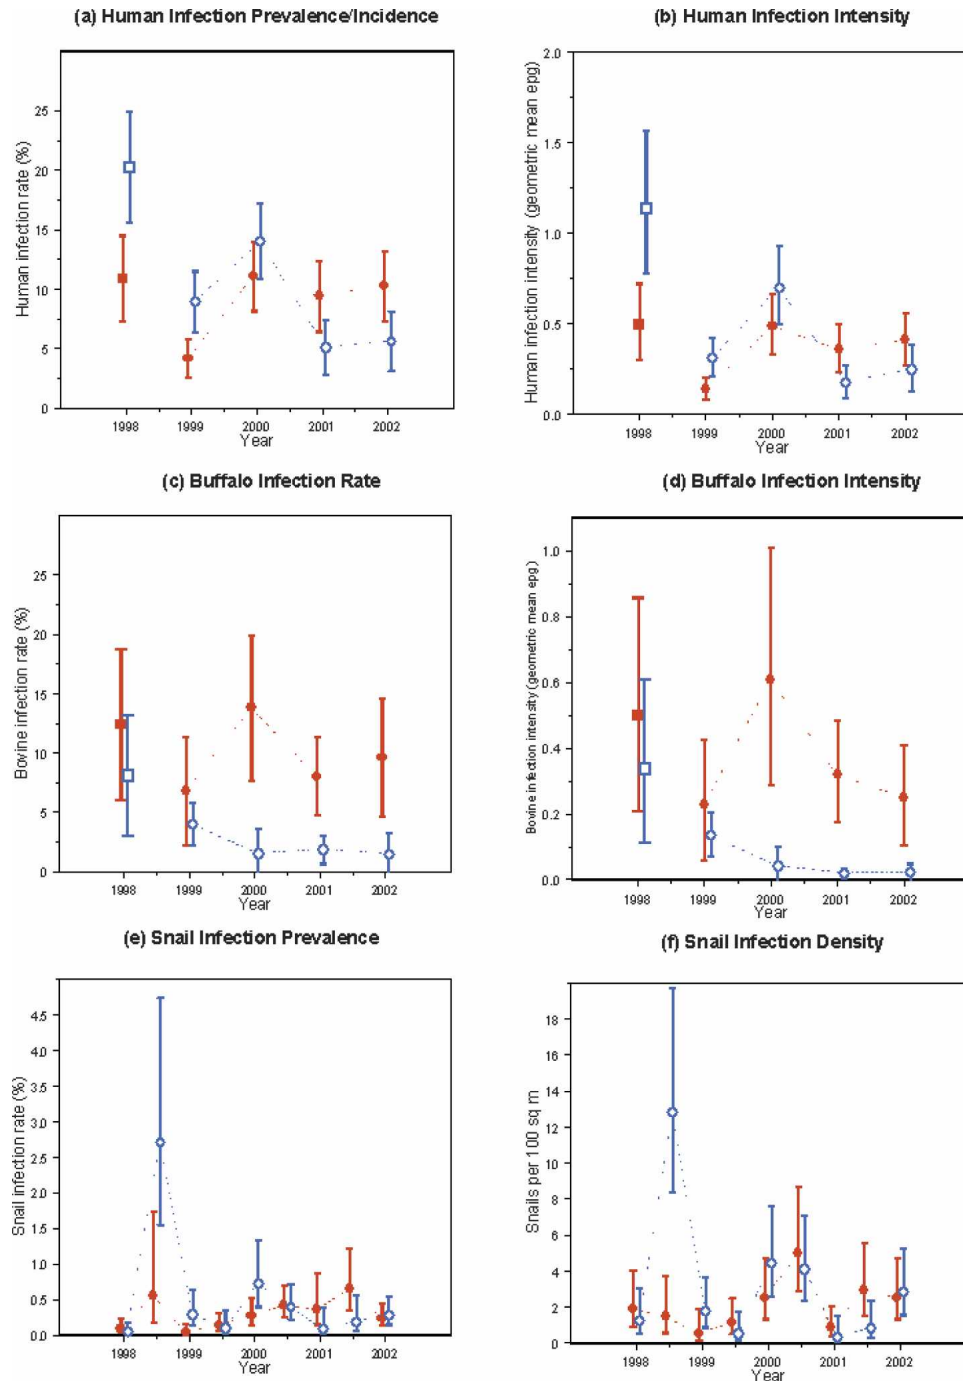 (a) Human Infection Prevalence/Incidence
Human infection rate (%)
25
20
15
10
5
0
1998 1999 2000 2001 2002
Year
(b) Human Infection Intensity
Human infection intensity (geometric mean epg)
2.0
1.5
1.0
0.5
0.0
1998 1999 2000 2001 2002
Year
(c) Buffalo Infection Rate
Bovine infection rate (%)
25
20
15
10
5
0
1998 1999 2000 2001 2002
Year
(d) Buffalo Infection Intensity
Bovine infection intensity (geometric mean epg)
1.0
0.8
0.6
0.4
0.2
0.0
1998 1999 2000 2001 2002
Year
(e) Snail Infection Prevalence
Snail infection rate (%)
4.5
4.0
3.5
3.0
2.5
2.0
1.5
1.0
0.5
0.0
1998 1999 2000 2001 2002
Year
(f) Snail Infection Density
Snails per 100 sq m
18
16
14
12
10
8
6
4
2
0
1998 1999 2000 2001 2002
Year